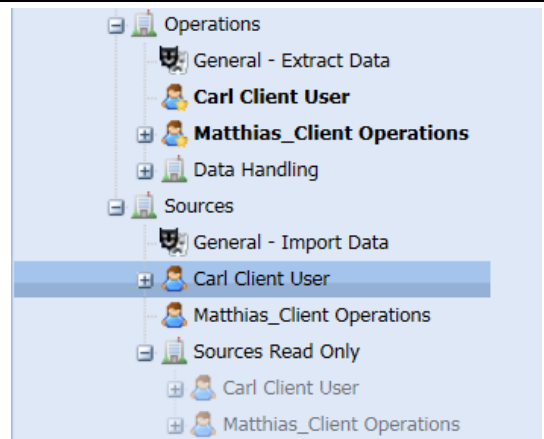 Operations
General - Extract Data
Carl Client User
Matthias_Client Operations
Data Handling
Sources
General - Import Data
Carl Client User
Matthias_Client Operations
Sources Read Only
Carl Client User
Matthias_Client Operations